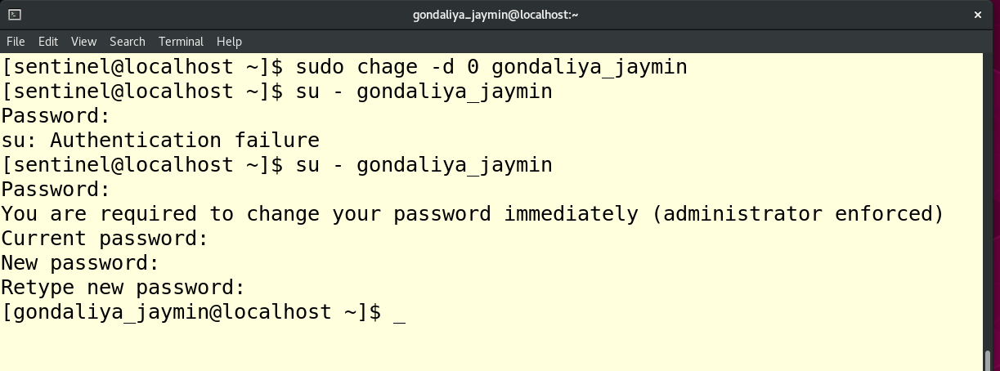 gondaliya_jaymin@localhost:~
File Edit View Search Terminal Help
[sentinel@localhost ~]$ sudo chage -d 0 gondaliya_jaymin
[sentinel@localhost ~]$ su - gondaliya_jaymin
Password:
su: Authentication failure
[sentinel@localhost ~]$ su - gondaliya_jaymin
Password:
You are required to change your password immediately (administrator enforced)
Current password:
New password:
Retype new password:
[gondaliya_jaymin@localhost ~]$ _